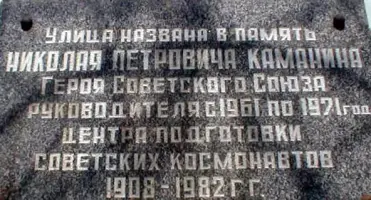 Улица названа в память
Николая Петровича Каманина
Героя Советского Союза
руководителя с 1961 по 1971 год
центра подготовки
советских космонавтов
1908-1982 г г.